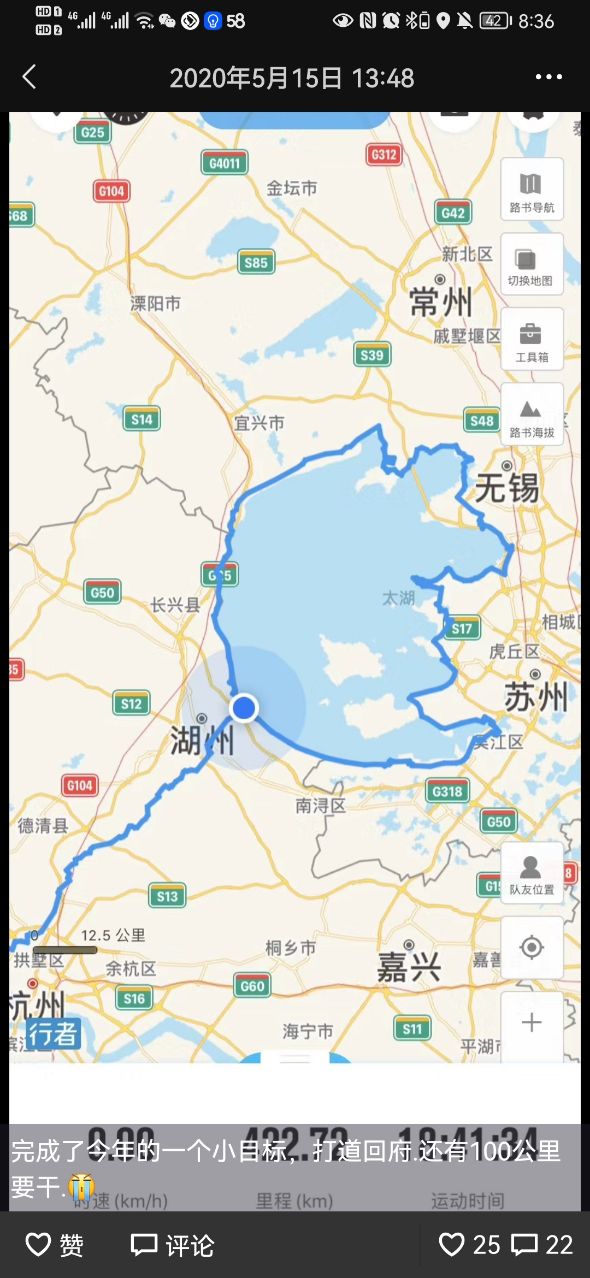 HD 1 4G 4G 58 42 8:36
HD 2
2020年5月15日 13:48
G25
G4011
G312
G104
金坛市
路书导航
G42
新北区
S85
切换地图
溧阳市
常州
戚墅堰区
工具箱
S39
S14
宜兴市
S48
路书海拔
无锡
G50
长兴县
太湖
S17
相城区
虎丘区
苏州
S12
湖州
吴江区
G104
G318
南浔区
德清县
G50
队友位置
S13
0 12.5 公里
拱墅区
余杭区
桐乡市
嘉兴
嘉善
杭州
S16
G60
行者
海宁市
S11
平湖市
0.00 422.72 18:41:34
完成了今年的一个小目标，打道回府.还有100公里
要干.😭
时速 (km/h) 里程 (km) 运动时间
赞 评论 25 22